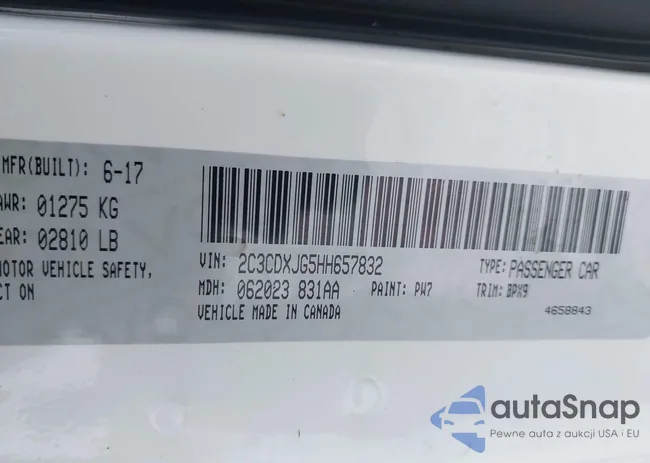 MFR(BUILT): 6-17
AWR: 01275 KG
EAR: 02810 LB
MOTOR VEHICLE SAFETY,
CT ON
VIN: 2C3CDXJG5HH657832 TYPE: PASSENGER CAR
MDH: 062023 831AA PAINT: PW7 TRIM: BPX9
VEHICLE MADE IN CANADA 4658843
autaSnap
Pewne auta z aukcji USA i EU